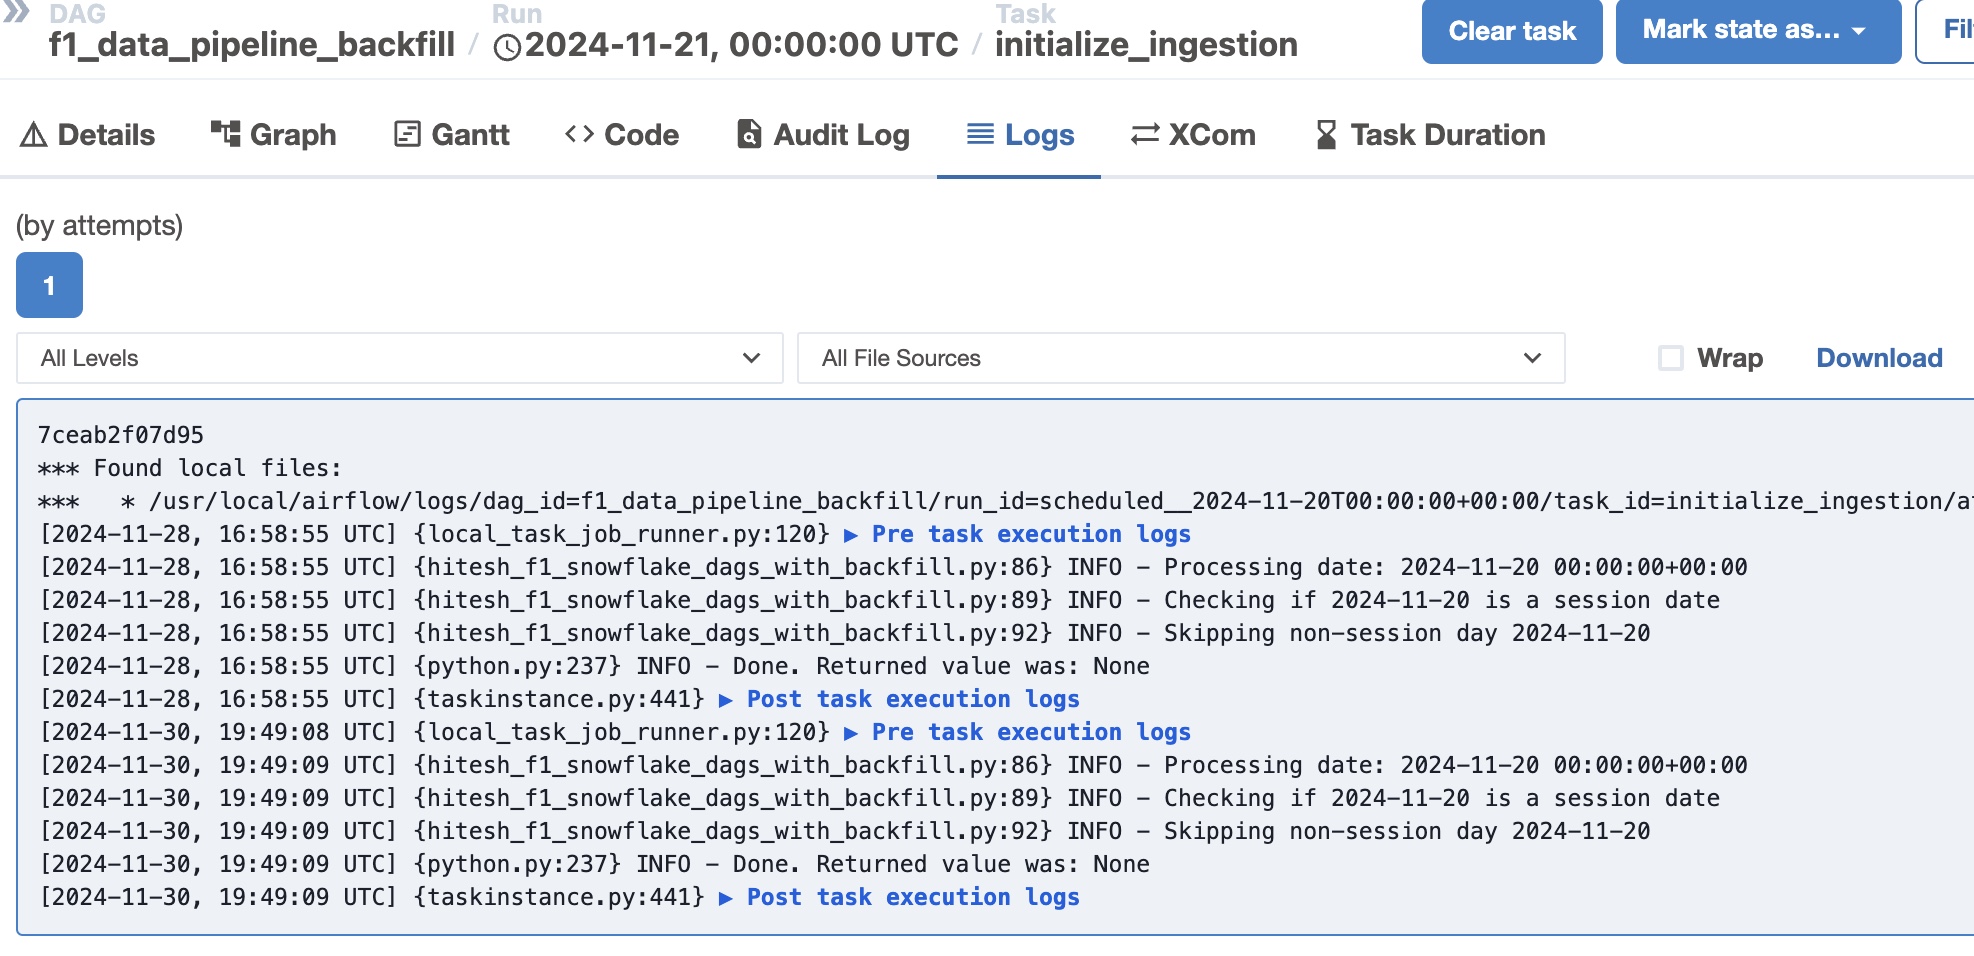 DAG Run Task
f1_data_pipeline_backfill / 2024-11-21, 00:00:00 UTC / initialize_ingestion Clear task Mark state as... Fil
Details Graph Gantt Code Audit Log Logs XCom Task Duration
(by attempts)
1
All Levels All File Sources Wrap Download
7ceab2f07d95
*** Found local files:
***   * /usr/local/airflow/logs/dag_id=f1_data_pipeline_backfill/run_id=scheduled__2024-11-20T00:00:00+00:00/task_id=initialize_ingestion/at
[2024-11-28, 16:58:55 UTC] {local_task_job_runner.py:120} ▶ Pre task execution logs
[2024-11-28, 16:58:55 UTC] {hitesh_f1_snowflake_dags_with_backfill.py:86} INFO - Processing date: 2024-11-20 00:00:00+00:00
[2024-11-28, 16:58:55 UTC] {hitesh_f1_snowflake_dags_with_backfill.py:89} INFO - Checking if 2024-11-20 is a session date
[2024-11-28, 16:58:55 UTC] {hitesh_f1_snowflake_dags_with_backfill.py:92} INFO - Skipping non-session day 2024-11-20
[2024-11-28, 16:58:55 UTC] {python.py:237} INFO - Done. Returned value was: None
[2024-11-28, 16:58:55 UTC] {taskinstance.py:441} ▶ Post task execution logs
[2024-11-30, 19:49:08 UTC] {local_task_job_runner.py:120} ▶ Pre task execution logs
[2024-11-30, 19:49:09 UTC] {hitesh_f1_snowflake_dags_with_backfill.py:86} INFO - Processing date: 2024-11-20 00:00:00+00:00
[2024-11-30, 19:49:09 UTC] {hitesh_f1_snowflake_dags_with_backfill.py:89} INFO - Checking if 2024-11-20 is a session date
[2024-11-30, 19:49:09 UTC] {hitesh_f1_snowflake_dags_with_backfill.py:92} INFO - Skipping non-session day 2024-11-20
[2024-11-30, 19:49:09 UTC] {python.py:237} INFO - Done. Returned value was: None
[2024-11-30, 19:49:09 UTC] {taskinstance.py:441} ▶ Post task execution logs